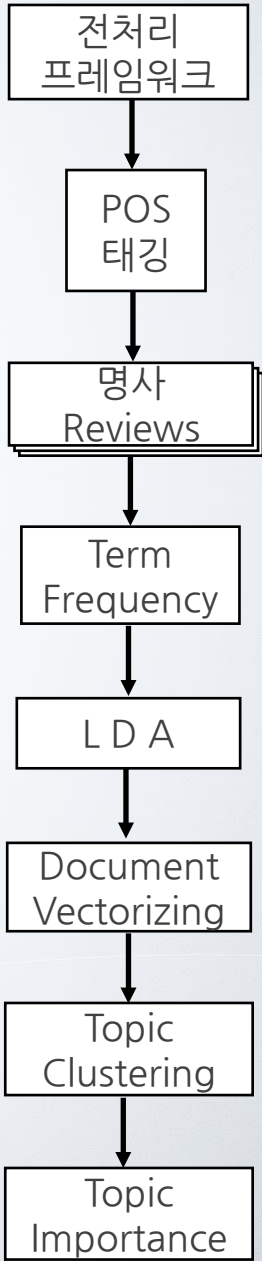 전처리
프레임워크
POS
태깅
명사
Reviews
Term
Frequency
L D A
Document
Vectorizing
Topic
Clustering
Topic
Importance